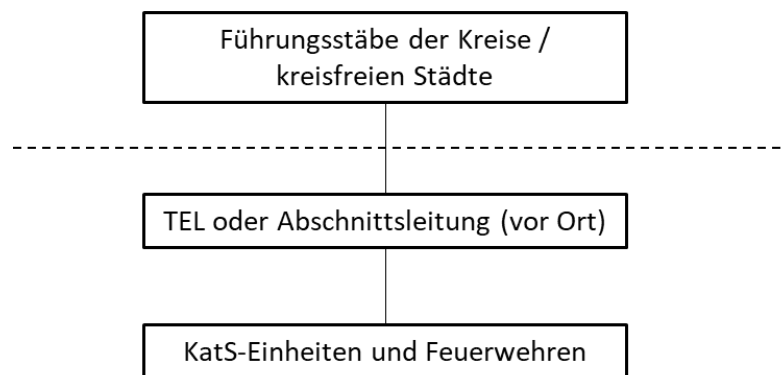 Führungsstäbe der Kreise /
kreisfreien Städte
TEL oder Abschnittsleitung (vor Ort)
KatS-Einheiten und Feuerwehren